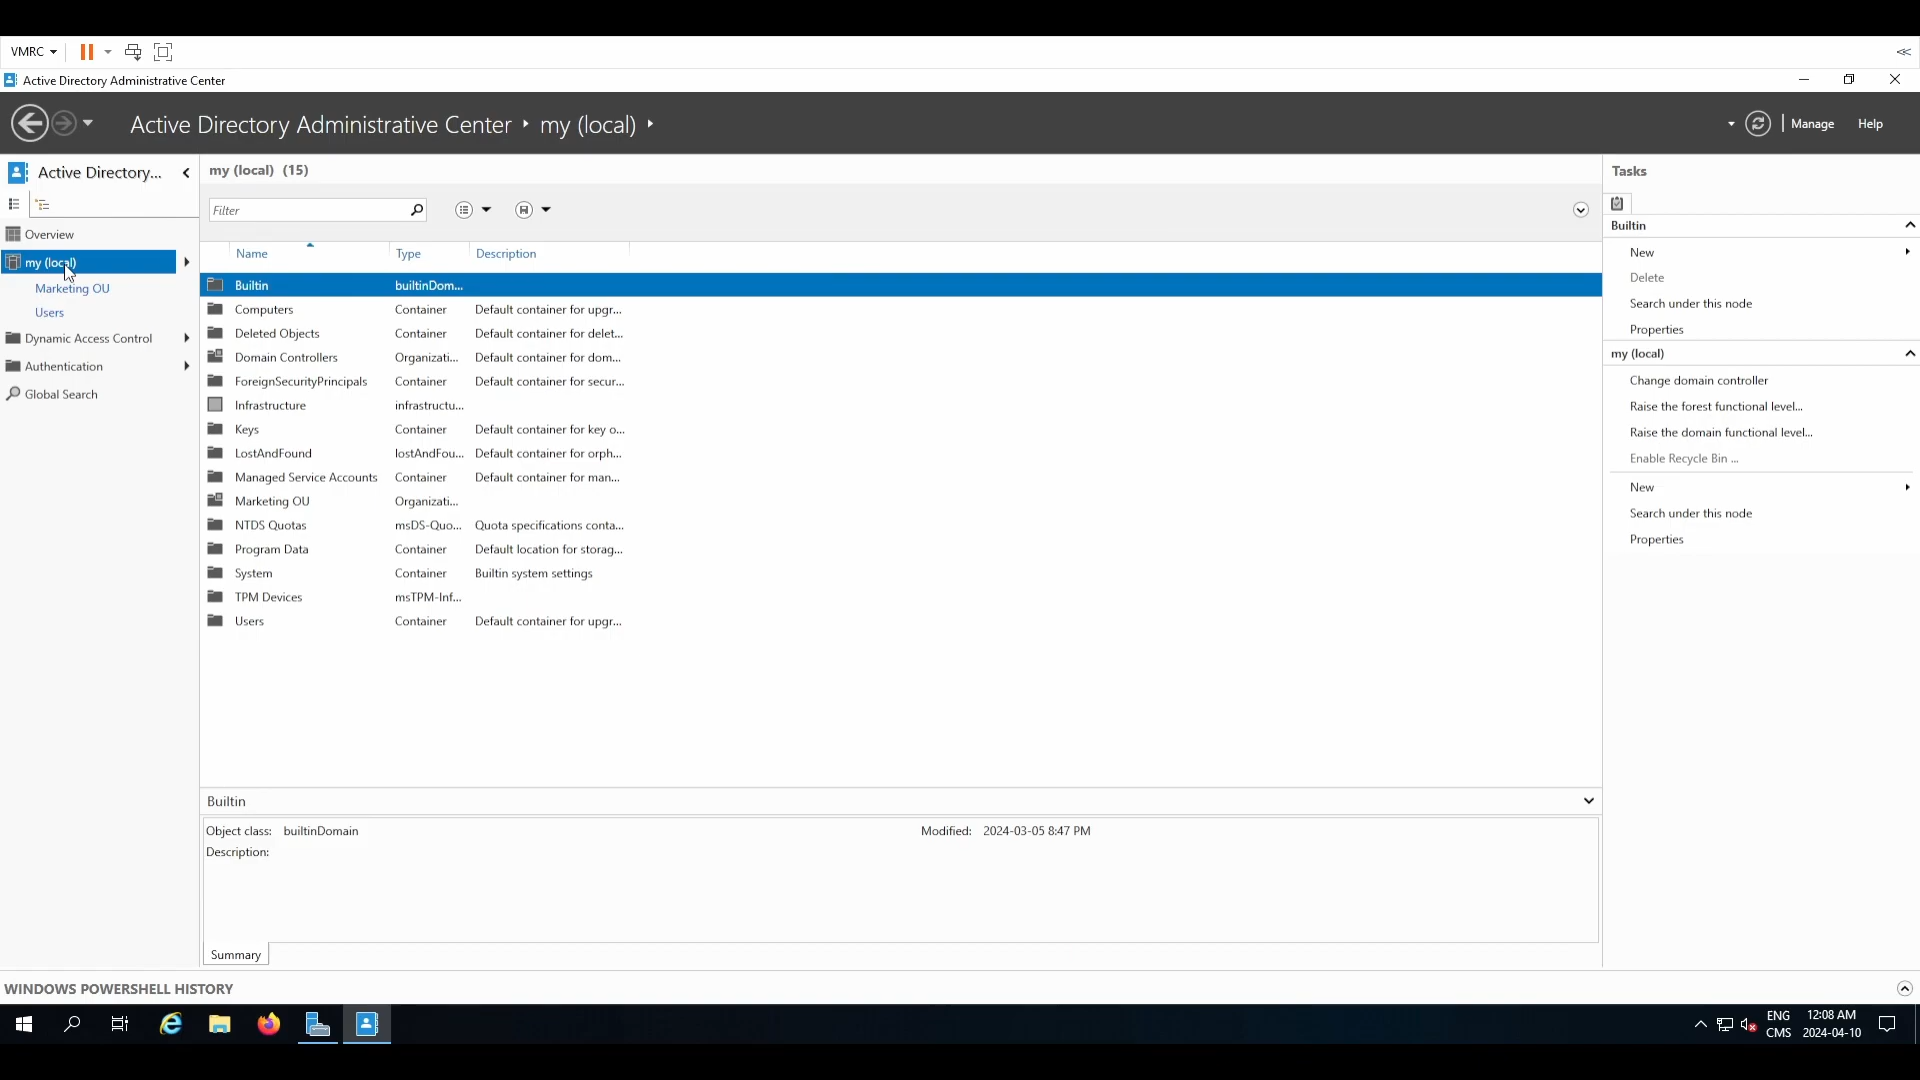 VMRC
Active Directory Administrative Center
Active Directory Administrative Center • my (local)
Manage
Help
Active Directory...
Overview
my (local)
Marketing OU
Users
Dynamic Access Control
Authentication
Global Search
my (local) (15)
Filter
Name Type Description
Builtin builtinDom...
Computers Container Default container for upgr...
Deleted Objects Container Default container for delet...
Domain Controllers Organizati... Default container for dom...
ForeignSecurityPrincipals Container Default container for secur...
Infrastructure infrastructu...
Keys Container Default container for key o...
LostAndFound lostAndFou... Default container for orph...
Managed Service Accounts Container Default container for man...
Marketing OU Organizati...
NTDS Quotas msDS-Quo... Quota specifications conta...
Program Data Container Default location for storag...
System Container Builtin system settings
TPM Devices msTPM-Inf...
Users Container Default container for upgr...
Builtin
Object class: builtinDomain Modified: 2024-03-05 8:47 PM
Description:
Summary
Tasks
Builtin
New
Delete
Search under this node
Properties
my (local)
Change domain controller
Raise the forest functional level...
Raise the domain functional level...
Enable Recycle Bin ...
New
Search under this node
Properties
WINDOWS POWERSHELL HISTORY
ENG 12:08 AM
CMS 2024-04-10